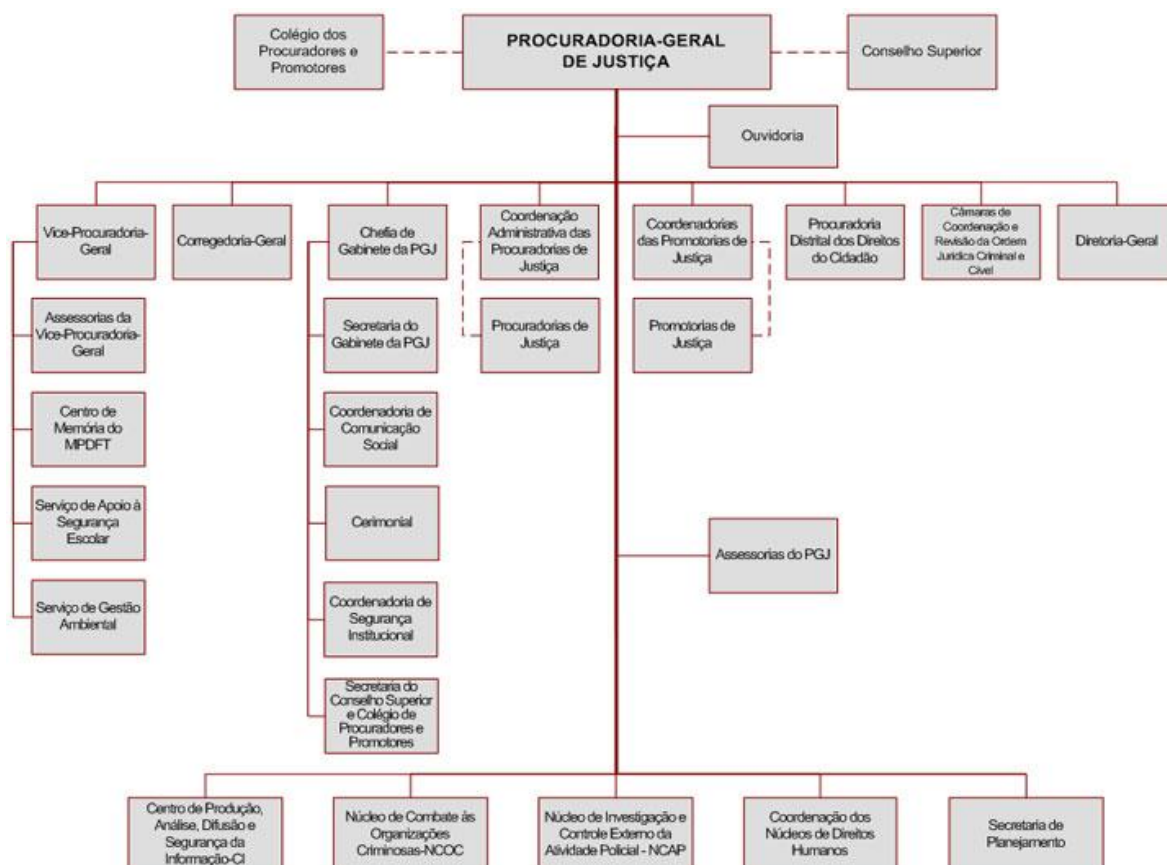 Colégio dos
Procuradores e
Promotores
PROCURADORIA-GERAL
DE JUSTIÇA
Conselho Superior
Ouvidoria
Vice-Procuradoria-
Geral
Corregedoria-Geral
Chefia de
Gabinete da PGJ
Coordenação
Administrativa das
Procuradorias de
Justiça
Coordenadorias
das Promotorias de
Justiça
Procuradoria
Distrital dos Direitos
do Cidadão
Câmaras de
Coordenação e
Revisão da Ordem
Jurídica Criminal e
Cível
Diretoria-Geral
Assessorias da
Vice-Procuradoria-
Geral
Secretaria do
Gabinete da PGJ
Procuradorias de
Justiça
Promotorias de
Justiça
Centro de
Memória do
MPDFT
Coordenadoria de
Comunicação
Social
Serviço de Apoio à
Segurança
Escolar
Cerimonial
Assessorias do PGJ
Serviço de Gestão
Ambiental
Coordenadoria de
Segurança
Institucional
Secretaria do
Conselho Superior
e Colégio de
Procuradores e
Promotores
Centro de Produção,
Análise, Difusão e
Segurança da
Informação-CI
Núcleo de Combate às
Organizações
Criminosas-NCOC
Núcleo de Investigação e
Controle Externo da
Atividade Policial - NCAP
Coordenação dos
Núcleos de Direitos
Humanos
Secretaria de
Planejamento